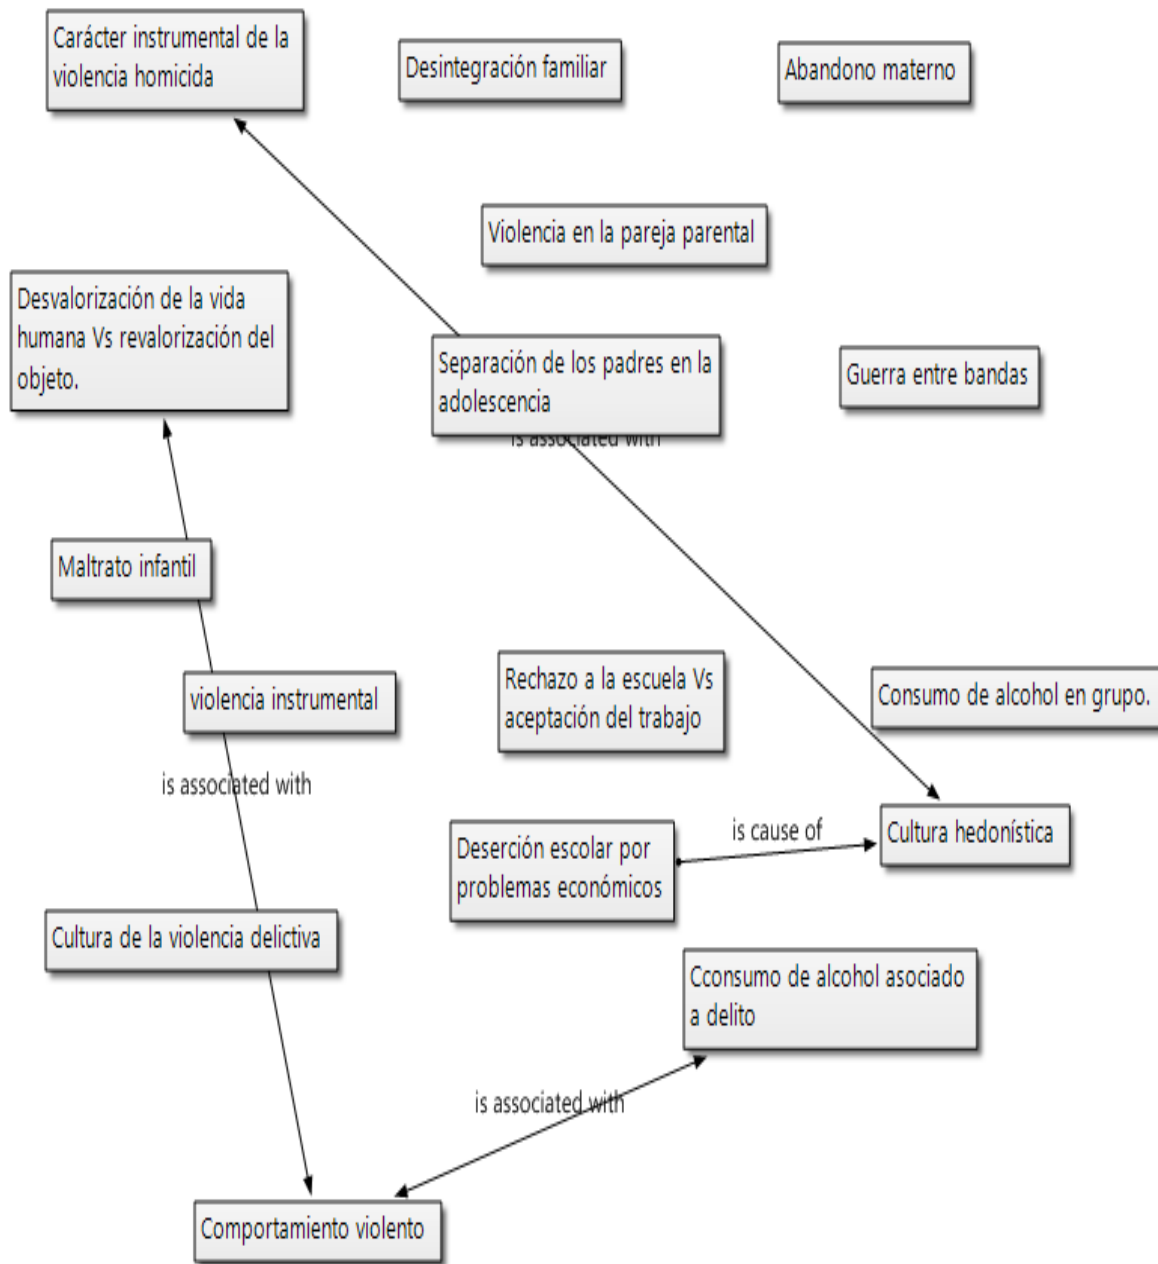 Carácter instrumental de la
violencia homicida
Desintegración familiar
Abandono materno
Violencia en la pareja parental
Desvalorización de la vida
humana Vs revalorización del
objeto.
Separación de los padres en la
adolescencia
Guerra entre bandas
is associated with
Maltrato infantil
violencia instrumental
Rechazo a la escuela Vs
aceptación del trabajo
Consumo de alcohol en grupo.
is associated with
Deserción escolar por
problemas económicos
is cause of
Cultura hedonística
Cultura de la violencia delictiva
Cconsumo de alcohol asociado
a delito
is associated with
Comportamiento violento